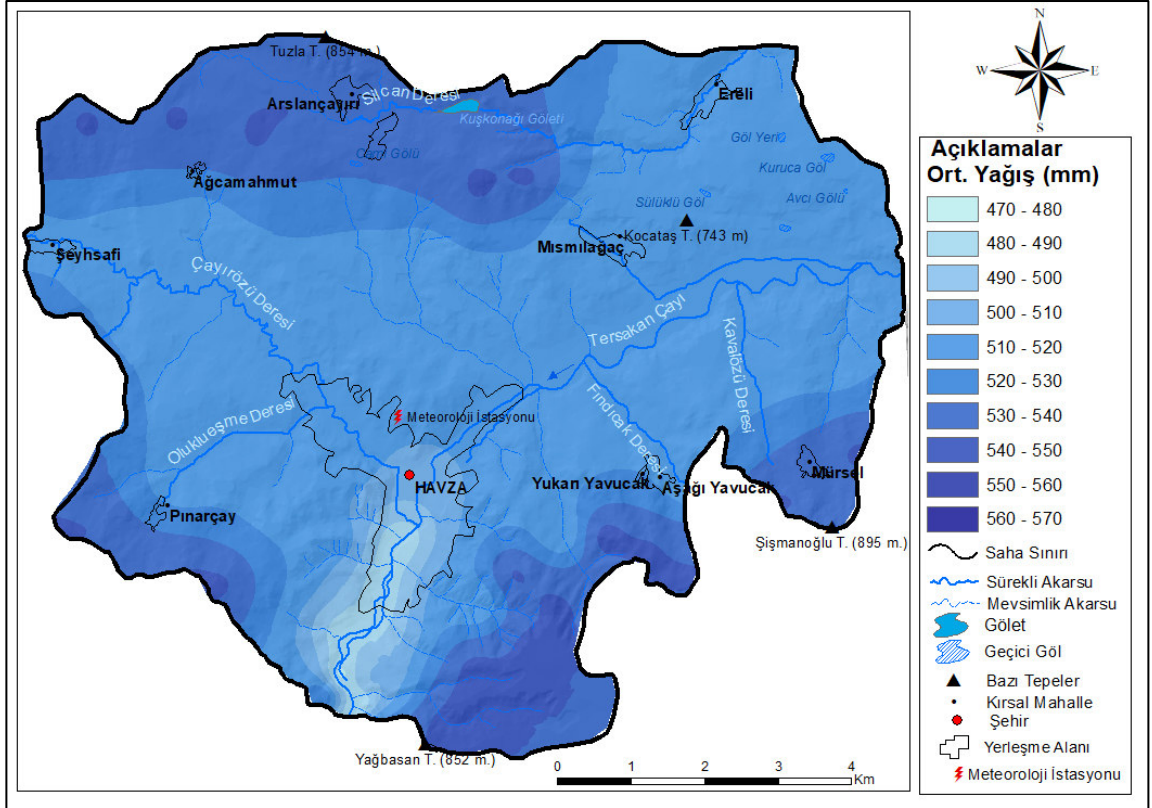 Tuzla T. (854 m.)
Arslançayırı
Silcan Deresi
Kuşkonağı Göleti
Ereli
Cami Gölü
Göl Yeri
Kuruca Göl
Ağcamahmut
Sülüklü Göl
Avcı Gölü
Kocataş T. (743 m)
Mısmılağaç
Şeyhsafi
Çayırözü Deresi
Tersakan Çayı
Kavalözü Deresi
Fındıcak Deresi
Oluklueşme Deresi
Meteoroloji İstasyonu
HAVZA
Yukarı Yavucak
Aşağı Yavucak
Mürsel
Pınarçay
Şişmanoğlu T. (895 m.)
Yağbasan T. (852 m.)
0 1 2 3 4
Km
N
W E
S
Açıklamalar
Ort. Yağış (mm)
470 - 480
480 - 490
490 - 500
500 - 510
510 - 520
520 - 530
530 - 540
540 - 550
550 - 560
560 - 570
Saha Sınırı
Sürekli Akarsu
Mevsimlik Akarsu
Gölet
Geçici Göl
Bazı Tepeler
Kırsal Mahalle
Şehir
Yerleşme Alanı
Meteoroloji İstasyonu